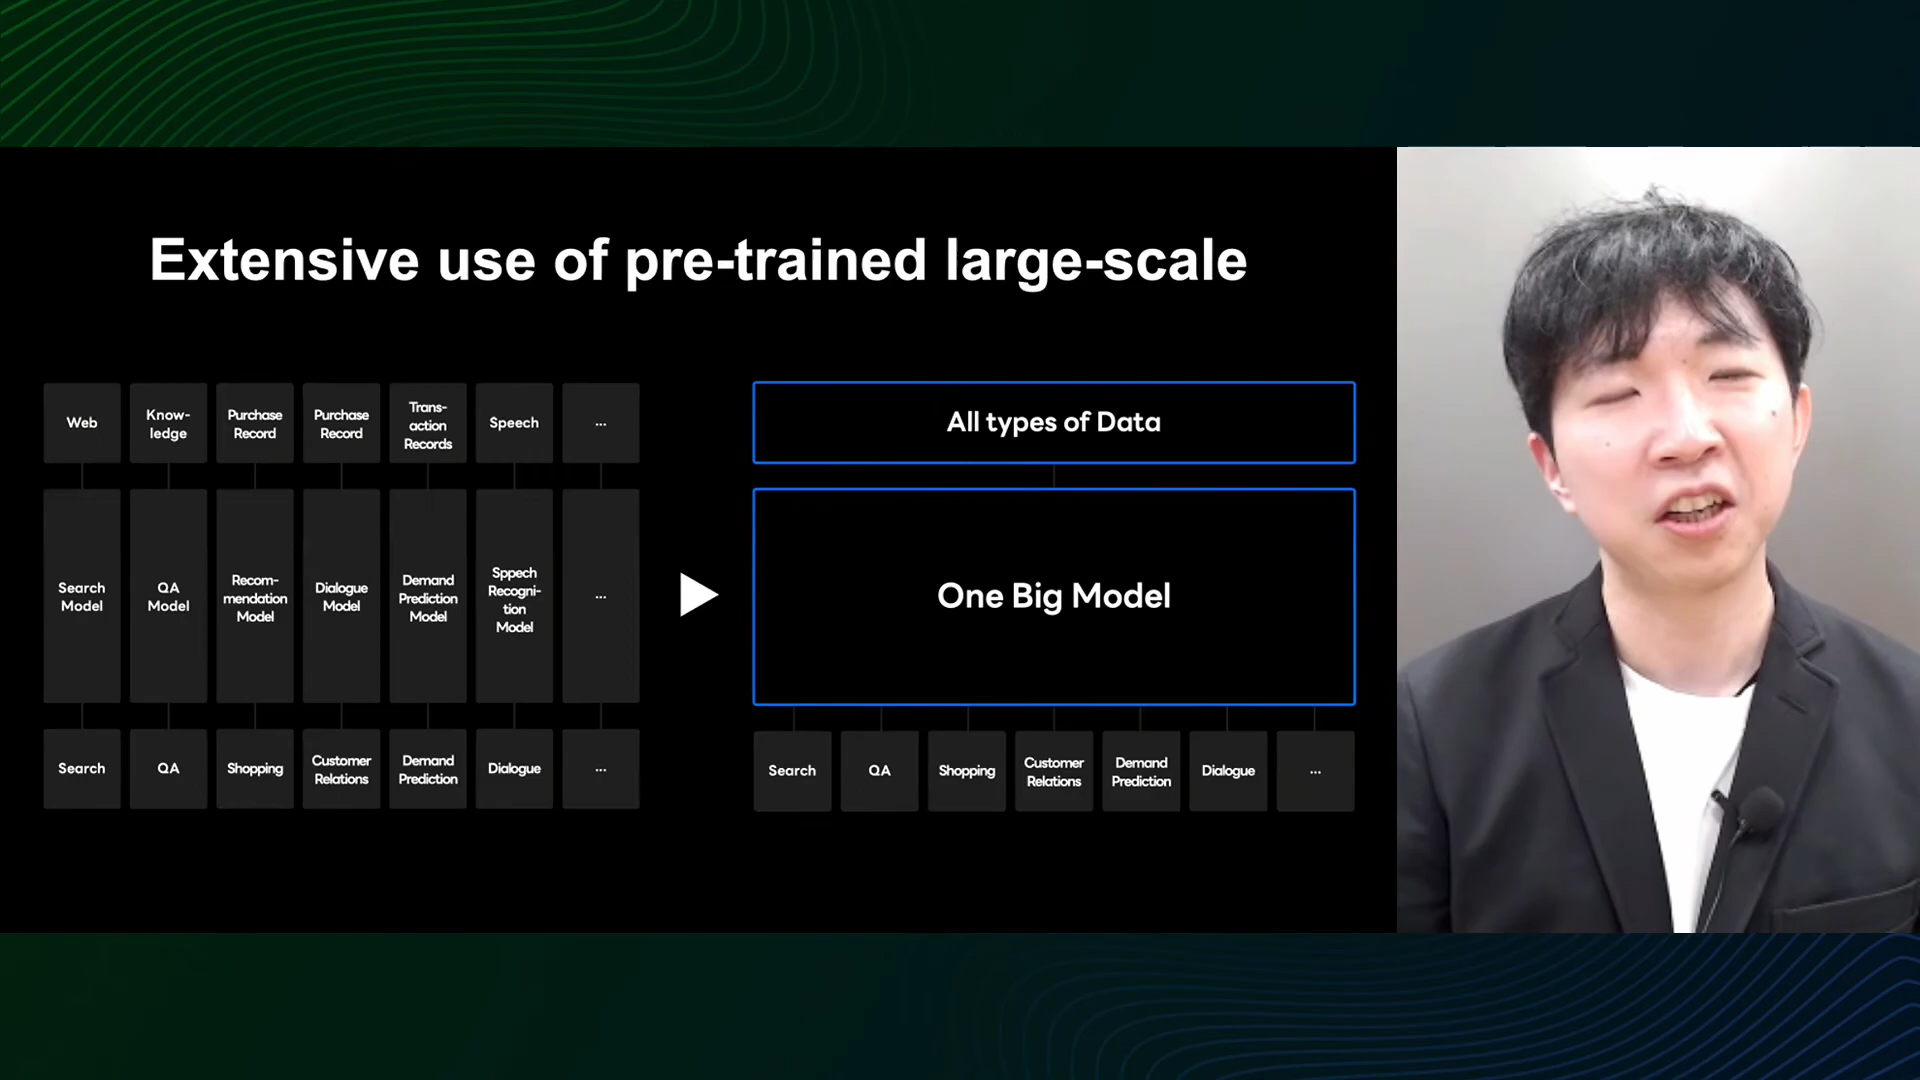 Extensive use of pre-trained large-scale
Web
Know-
ledge
Purchase
Record
Purchase
Record
Trans-
action
Records
Speech
...
Search
Model
QA
Model
Recom-
mendation
Model
Dialogue
Model
Demand
Prediction
Model
Sppech
Recogni-
tion
Model
...
Search
QA
Shopping
Customer
Relations
Demand
Prediction
Dialogue
...
All types of Data
One Big Model
Search
QA
Shopping
Customer
Relations
Demand
Prediction
Dialogue
...